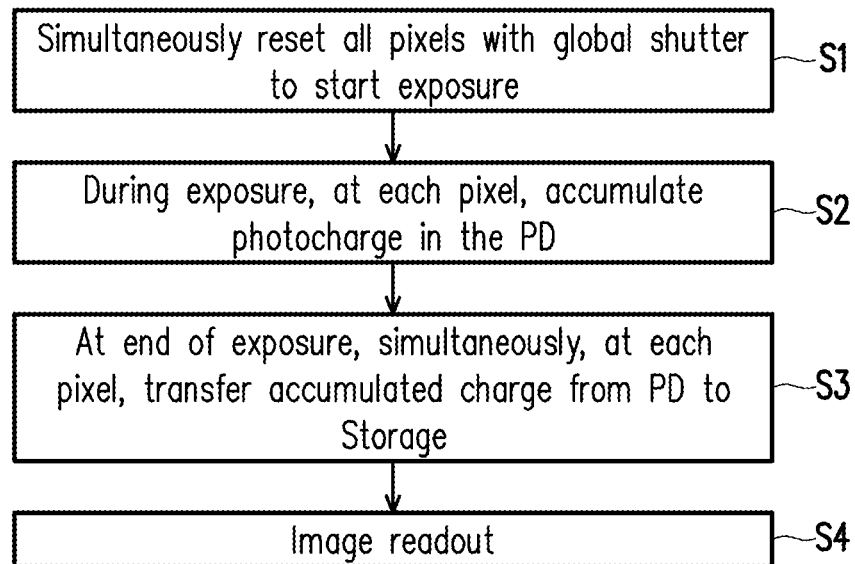 Simultaneously reset all pixels with global shutter
to start exposure
S1
During exposure, at each pixel, accumulate
photocharge in the PD
S2
At end of exposure, simultaneously, at each
pixel, transfer accumulated charge from PD to
Storage
S3
Image readout
S4